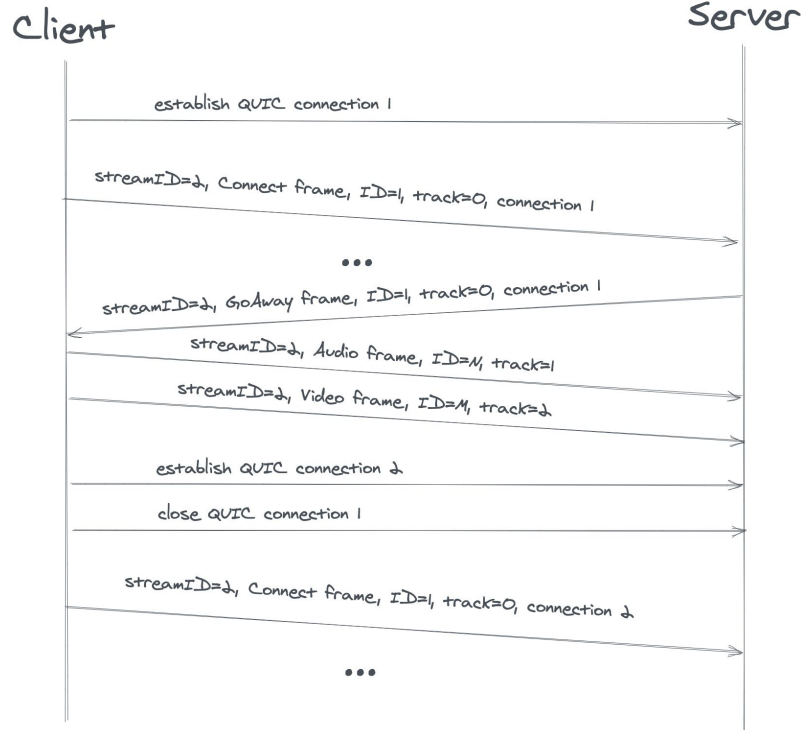 Client
Server
establish QUIC connection 1
streamID=2, Connect frame, ID=1, track=0, connection 1
...
streamID=2, GoAway frame, ID=1, track=0, connection 1
streamID=2, Audio frame, ID=N, track=1
streamID=2, Video frame, ID=M, track=2
establish QUIC connection 2
close QUIC connection 1
streamID=2, Connect frame, ID=1, track=0, connection 2
...